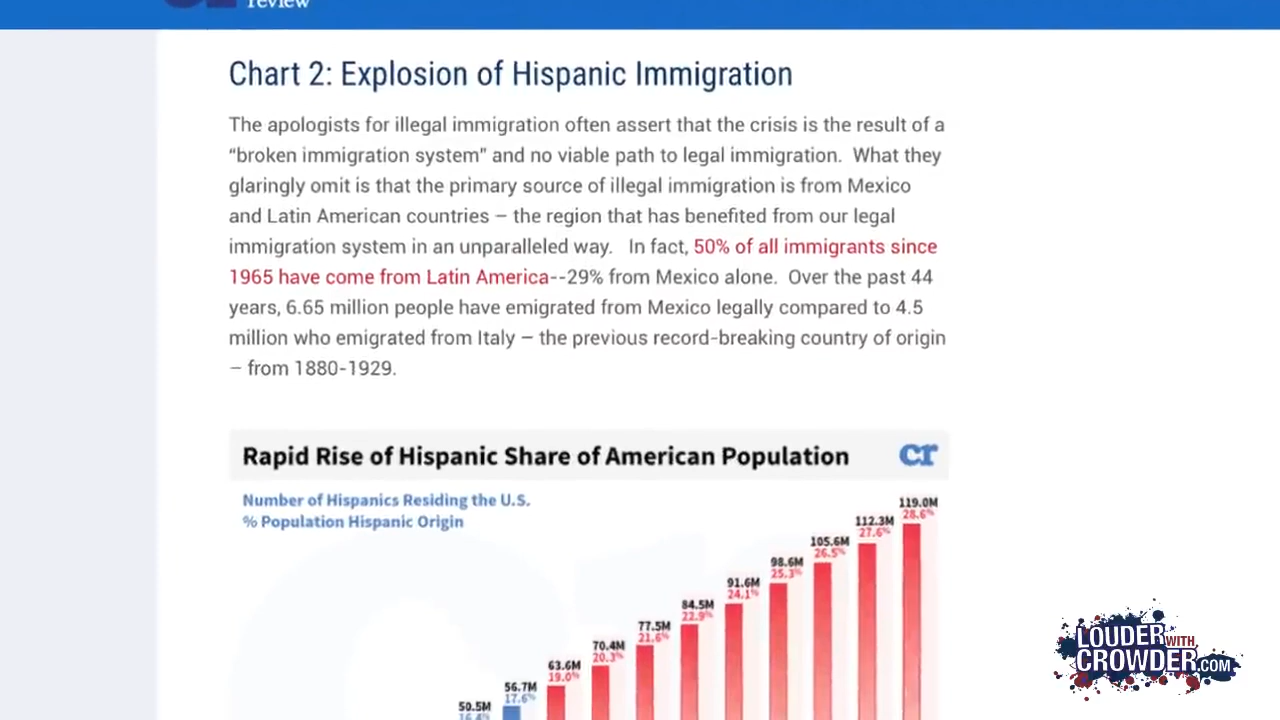 review
Chart 2: Explosion of Hispanic Immigration
The apologists for illegal immigration often assert that the crisis is the result of a
“broken immigration system” and no viable path to legal immigration.  What they
glaringly omit is that the primary source of illegal immigration is from Mexico
and Latin American countries – the region that has benefited from our legal
immigration system in an unparalleled way.   In fact, 50% of all immigrants since
1965 have come from Latin America--29% from Mexico alone.  Over the past 44
years, 6.65 million people have emigrated from Mexico legally compared to 4.5
million who emigrated from Italy – the previous record-breaking country of origin
– from 1880-1929.
Rapid Rise of Hispanic Share of American Population
cr
Number of Hispanics Residing the U.S.
% Population Hispanic Origin
119.0M
28.6%
112.3M
27.6%
105.6M
26.5%
98.6M
25.3%
91.6M
24.1%
84.5M
22.9%
77.5M
21.6%
70.4M
20.3%
63.6M
19.0%
56.7M
17.6%
50.5M
16.4%
LOUDER WITH
CROWDER.COM